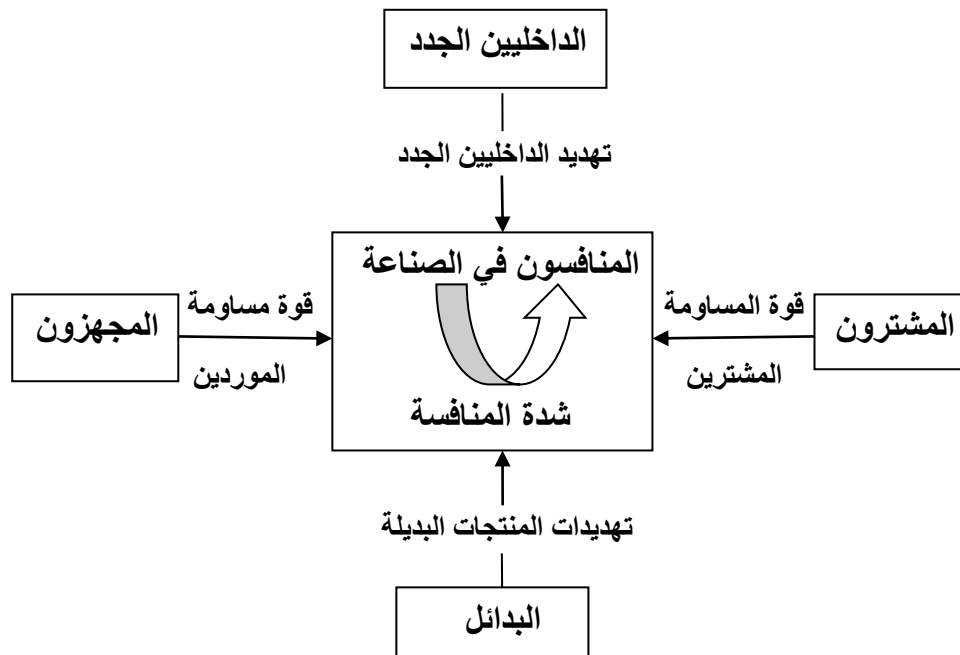 الداخليين الجدد
تهديد الداخليين الجدد
المنافسون في الصناعة
قوة المساومة
المشترون
المشترين
قوة مساومة
المجهزون
الموردين
شدة المنافسة
تهديدات المنتجات البديلة
البدائل